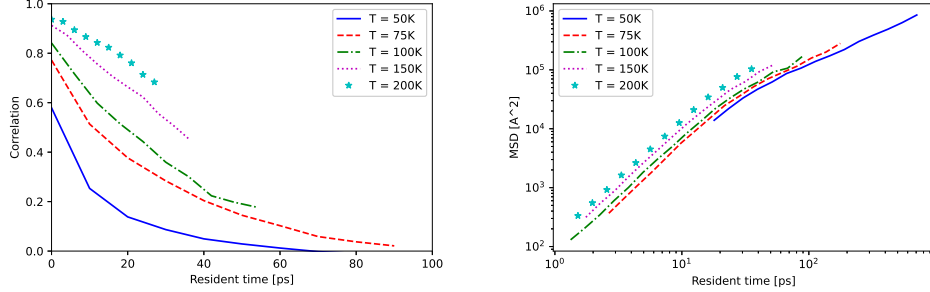 1.0
0.8
0.6
0.4
0.2
0.0
Correlation
0 20 40 60 80 100
Resident time [ps]
T = 50K
T = 75K
T = 100K
T = 150K
T = 200K
10^6
10^5
10^4
10^3
10^2
MSD [A^2]
10^0 10^1 10^2
Resident time [ps]
T = 50K
T = 75K
T = 100K
T = 150K
T = 200K